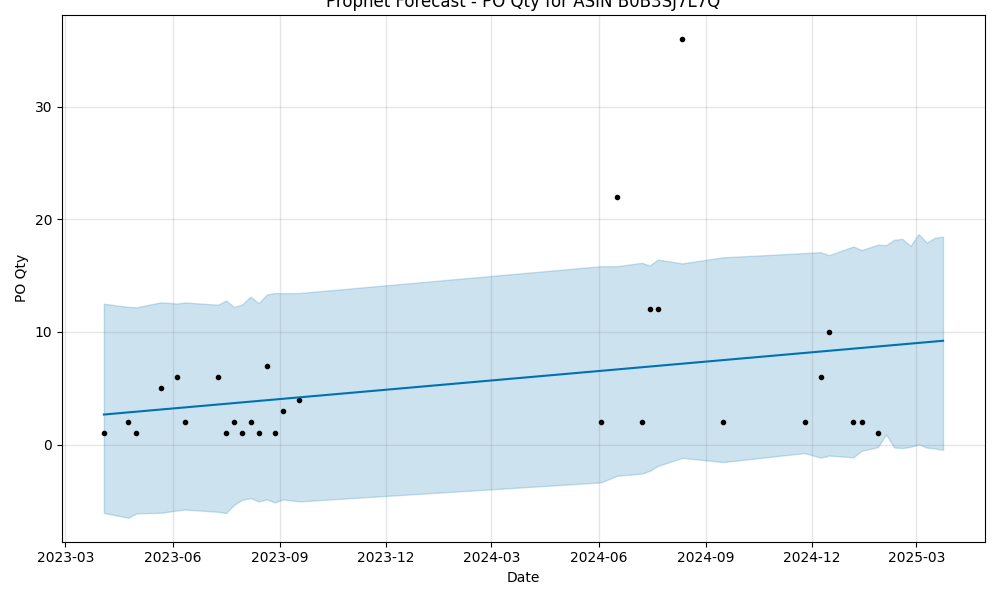 Prophet Forecast - PO Qty for ASIN B0B3SJ7L7Q
30
20
10
0
PO Qty
2023-03 2023-06 2023-09 2023-12 2024-03 2024-06 2024-09 2024-12 2025-03
Date